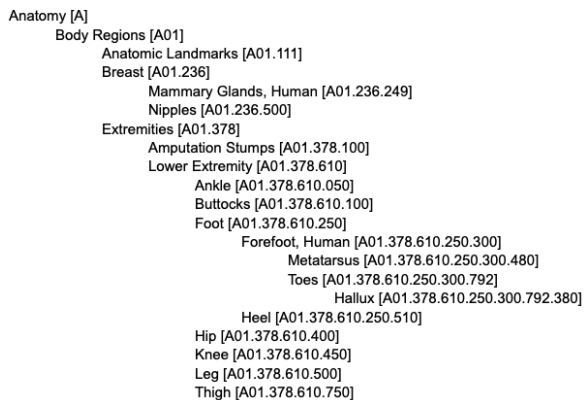 Anatomy [A]
Body Regions [A01]
Anatomic Landmarks [A01.111]
Breast [A01.236]
Mammary Glands, Human [A01.236.249]
Nipples [A01.236.500]
Extremities [A01.378]
Amputation Stumps [A01.378.100]
Lower Extremity [A01.378.610]
Ankle [A01.378.610.050]
Buttocks [A01.378.610.100]
Foot [A01.378.610.250]
Forefoot, Human [A01.378.610.250.300]
Metatarsus [A01.378.610.250.300.480]
Toes [A01.378.610.250.300.792]
Hallux [A01.378.610.250.300.792.380]
Heel [A01.378.610.250.510]
Hip [A01.378.610.400]
Knee [A01.378.610.450]
Leg [A01.378.610.500]
Thigh [A01.378.610.750]